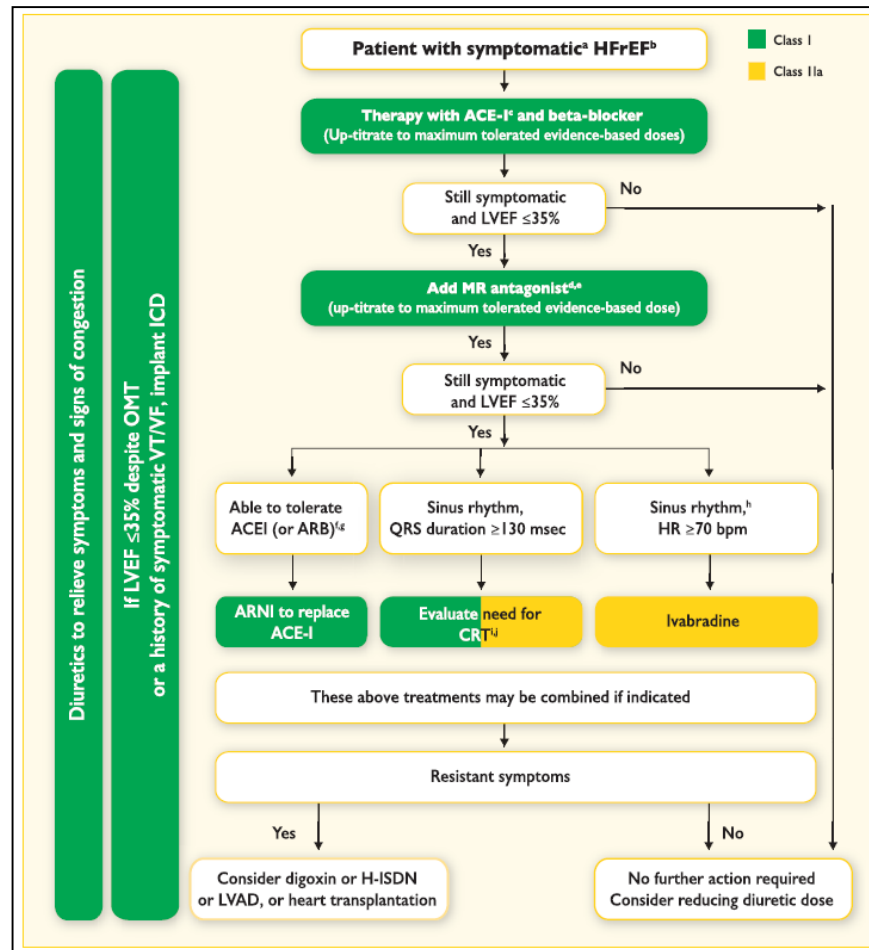 Patient with symptomaticᵃ HFrEFᵇ
Class I
Class IIa
Therapy with ACE-Iᶜ and beta-blocker
(Up-titrate to maximum tolerated evidence-based doses)
Still symptomatic
and LVEF ≤35%
No
Yes
Add MR antagonistᵈ,ᵉ
(up-titrate to maximum tolerated evidence-based dose)
Yes
Still symptomatic
and LVEF ≤35%
No
Yes
Able to tolerate
ACEI (or ARB)ᶠ,ᵍ
Sinus rhythm,
QRS duration ≥130 msec
Sinus rhythm,ʰ
HR ≥70 bpm
ARNI to replace
ACE-I
Evaluate need for
CRTⁱ,ʲ
Ivabradine
These above treatments may be combined if indicated
Resistant symptoms
Yes
No
Consider digoxin or H-ISDN
or LVAD, or heart transplantation
No further action required
Consider reducing diuretic dose
Diuretics to relieve symptoms and signs of congestion
If LVEF ≤35% despite OMT
or a history of symptomatic VT/VF, implant ICD